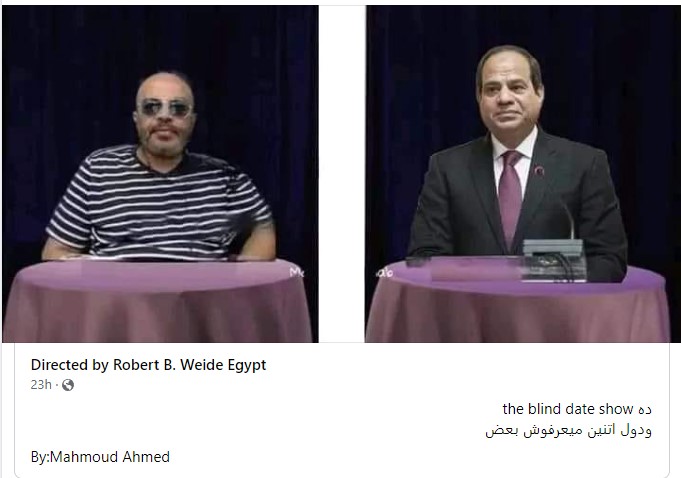 Directed by Robert B. Weide Egypt
23h ·
ده the blind date show
ودول اتنين ميعرفوش بعض
By:Mahmoud Ahmed